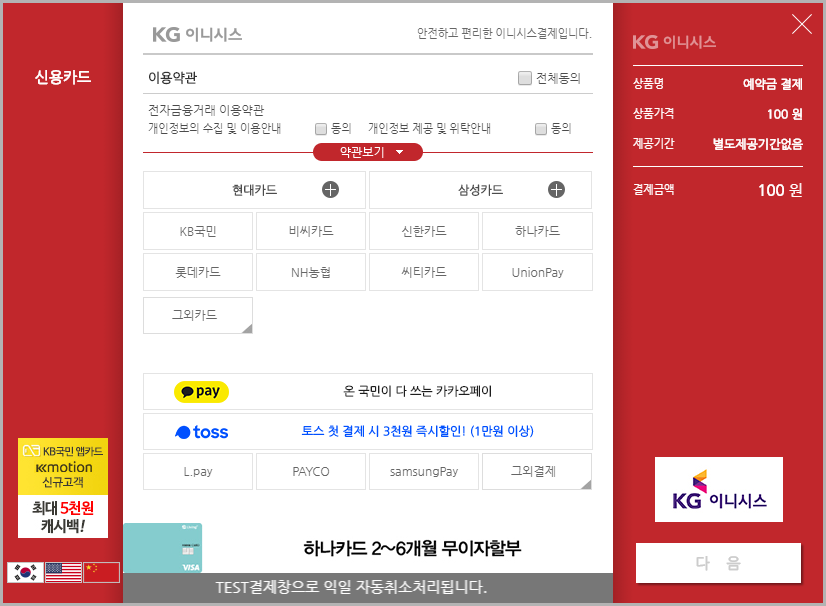 신용카드
KB국민 앱카드
K-motion
신규고객
최대 5천원
캐시백!
KG 이니시스
안전하고 편리한 이니시스결제입니다.
이용약관
전체동의
전자금융거래 이용약관
개인정보의 수집 및 이용안내
동의
개인정보 제공 및 위탁안내
동의
약관보기
현대카드
삼성카드
KB국민
비씨카드
신한카드
하나카드
롯데카드
NH농협
씨티카드
UnionPay
그외카드
pay
온 국민이 다 쓰는 카카오페이
toss
토스 첫 결제 시 3천원 즉시할인! (1만원 이상)
L.pay
PAYCO
samsungPay
그외결제
VISA
하나카드 2~6개월 무이자할부
TEST결제창으로 익일 자동취소처리됩니다.
KG 이니시스
상품명
예약금 결제
상품가격
100 원
제공기간
별도제공기간없음
결제금액
100 원
KG 이니시스
다 음